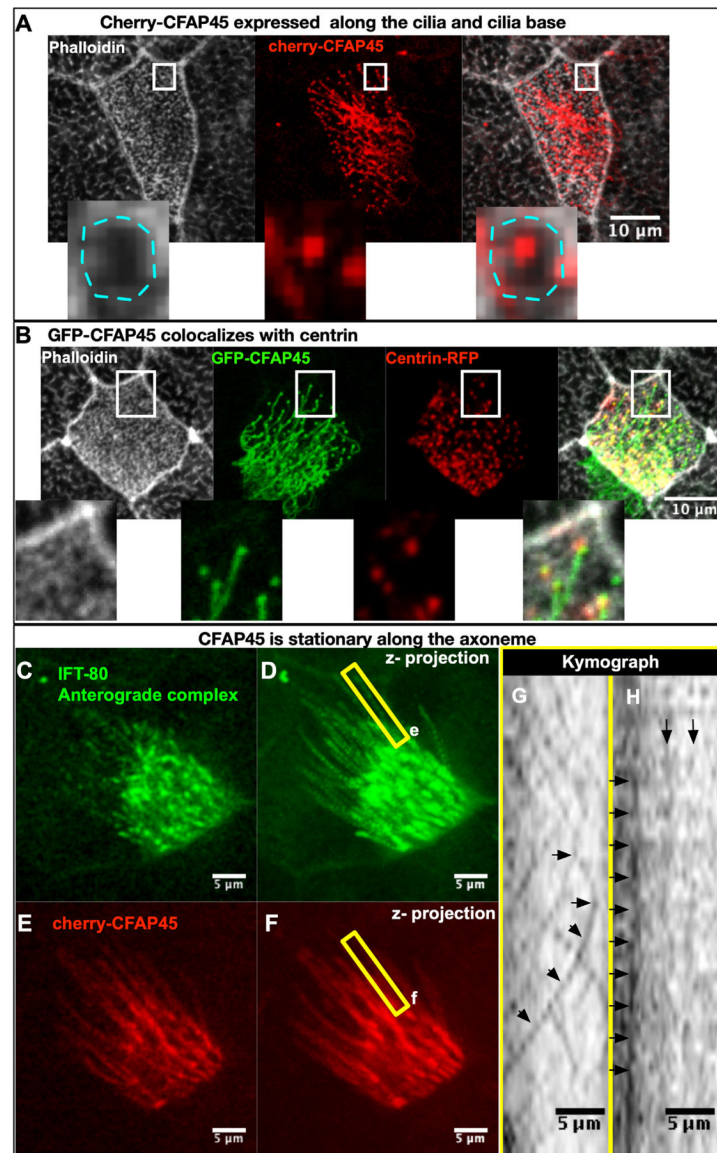 Cherry-CFAP45 expressed along the cilia and cilia base
A
Phalloidin
cherry-CFAP45
10 µm
B
GFP-CFAP45 colocalizes with centrin
Phalloidin
GFP-CFAP45
Centrin-RFP
10 µm
CFAP45 is stationary along the axoneme
C
IFT-80
Anterograde complex
5 µm
D
z- projection
e
5 µm
E
cherry-CFAP45
5 µm
F
z- projection
f
5 µm
Kymograph
G
H
5 µm
5 µm